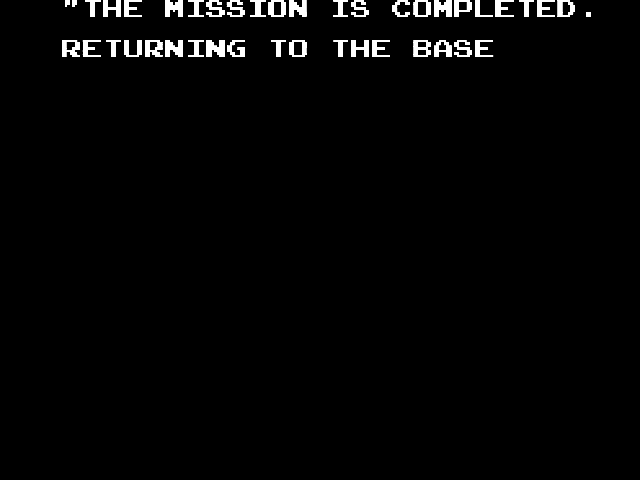 "THE MISSION IS COMPLETED.
RETURNING TO THE BASE